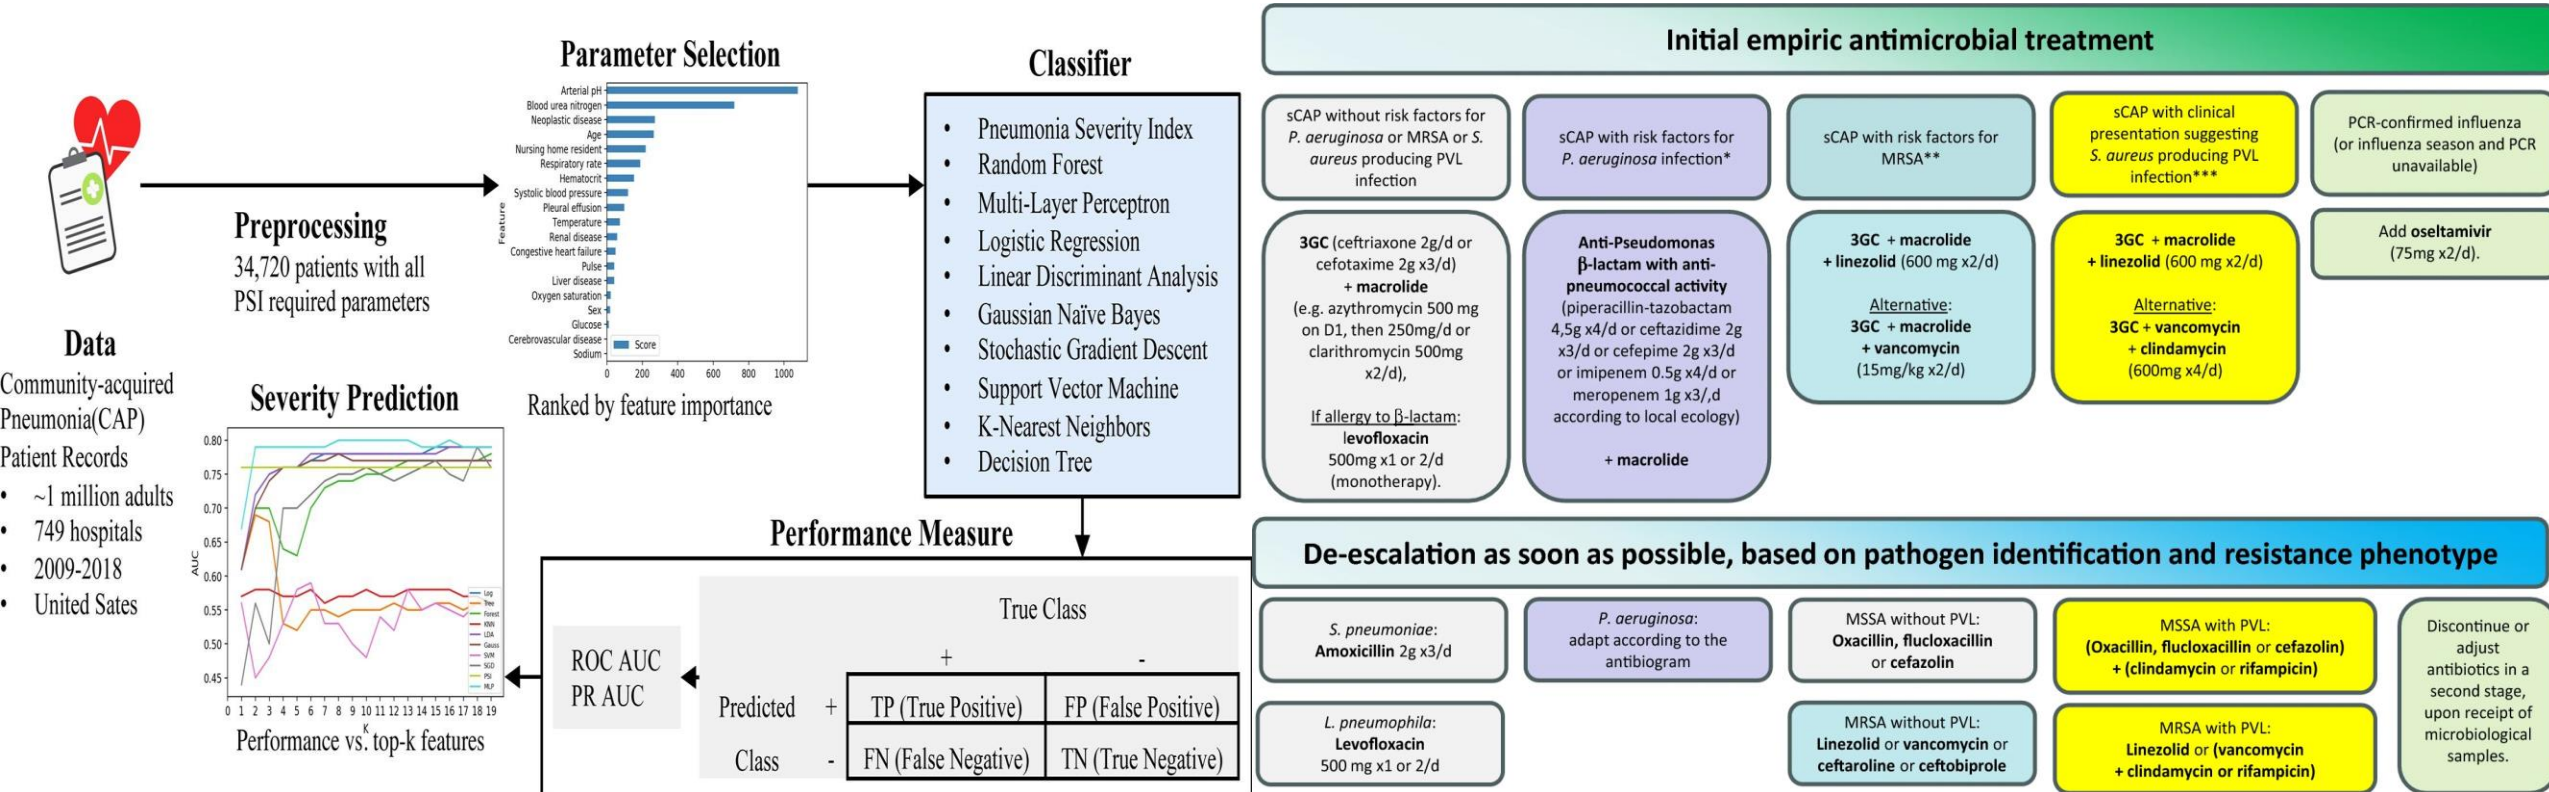 Data
Community-acquired
Pneumonia(CAP)
Patient Records
• ~1 million adults
• 749 hospitals
• 2009-2018
• United Sates
Preprocessing
34,720 patients with all
PSI required parameters
Parameter Selection
Feature
Arterial pH
Blood urea nitrogen
Neoplastic disease
Age
Nursing home resident
Respiratory rate
Hematocrit
Systolic blood pressure
Pleural effusion
Temperature
Renal disease
Congestive heart failure
Pulse
Liver disease
Oxygen saturation
Sex
Glucose
Cerebrovascular disease
Sodium
Score
0 200 400 600 800 1000
Ranked by feature importance
Classifier
• Pneumonia Severity Index
• Random Forest
• Multi-Layer Perceptron
• Logistic Regression
• Linear Discriminant Analysis
• Gaussian Naïve Bayes
• Stochastic Gradient Descent
• Support Vector Machine
• K-Nearest Neighbors
• Decision Tree
Performance Measure
True Class
+ -
Predicted + TP (True Positive) FP (False Positive)
Class - FN (False Negative) TN (True Negative)
ROC AUC
PR AUC
Severity Prediction
AUC
0.80
0.75
0.70
0.65
0.60
0.55
0.50
0.45
Log
Tree
Forest
KNN
LDA
Gauss
SVM
SGD
PSI
MLP
0 1 2 3 4 5 6 7 8 9 10 11 12 13 14 15 16 17 18 19
K
Performance vs. top-k features
Initial empiric antimicrobial treatment
sCAP without risk factors for
P. aeruginosa or MRSA or S.
aureus producing PVL
infection
3GC (ceftriaxone 2g/d or
cefotaxime 2g x3/d)
+ macrolide
(e.g. azythromycin 500 mg
on D1, then 250mg/d or
clarithromycin 500mg
x2/d),
If allergy to β-lactam:
levofloxacin
500mg x1 or 2/d
(monotherapy).
sCAP with risk factors for
P. aeruginosa infection*
Anti-Pseudomonas
β-lactam with anti-
pneumococcal activity
(piperacillin-tazobactam
4,5g x4/d or ceftazidime 2g
x3/d or cefepime 2g x3/d
or imipenem 0.5g x4/d or
meropenem 1g x3/,d
according to local ecology)
+ macrolide
sCAP with risk factors for
MRSA**
3GC + macrolide
+ linezolid (600 mg x2/d)
Alternative:
3GC + macrolide
+ vancomycin
(15mg/kg x2/d)
sCAP with clinical
presentation suggesting
S. aureus producing PVL
infection***
3GC + macrolide
+ linezolid (600 mg x2/d)
Alternative:
3GC + vancomycin
+ clindamycin
(600mg x4/d)
PCR-confirmed influenza
(or influenza season and PCR
unavailable)
Add oseltamivir
(75mg x2/d).
De-escalation as soon as possible, based on pathogen identification and resistance phenotype
S. pneumoniae:
Amoxicillin 2g x3/d
L. pneumophila:
Levofloxacin
500 mg x1 or 2/d
P. aeruginosa:
adapt according to the
antibiogram
MSSA without PVL:
Oxacillin, flucloxacillin
or cefazolin
MRSA without PVL:
Linezolid or vancomycin or
ceftaroline or ceftobiprole
MSSA with PVL:
(Oxacillin, flucloxacillin or cefazolin)
+ (clindamycin or rifampicin)
MRSA with PVL:
Linezolid or (vancomycin
+ clindamycin or rifampicin)
Discontinue or
adjust
antibiotics in a
second stage,
upon receipt of
microbiological
samples.